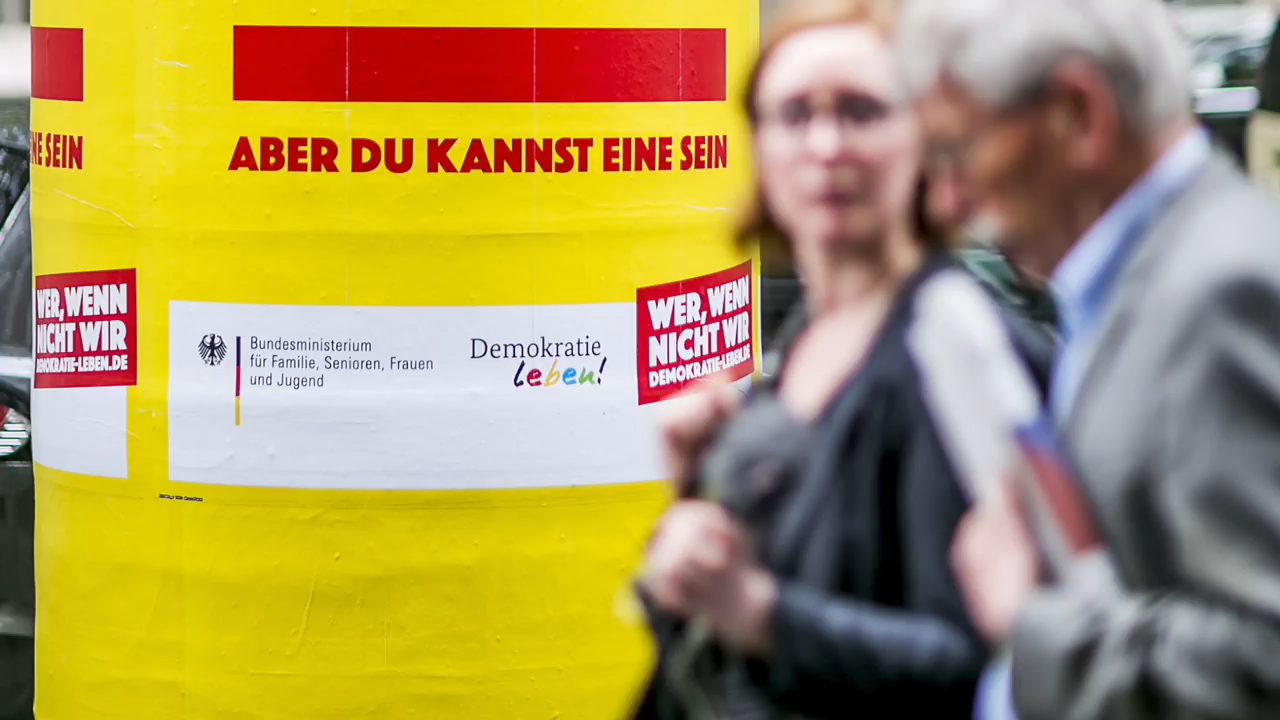 NE SEIN
ABER DU KANNST EINE SEIN
WER, WENN
NICHT WIR
DEMOKRATIE-LEBEN.DE
Bundesministerium
für Familie, Senioren, Frauen
und Jugend
Demokratie
leben!
WER, WENN
NICHT WIR
DEMOKRATIE-LEBEN.DE